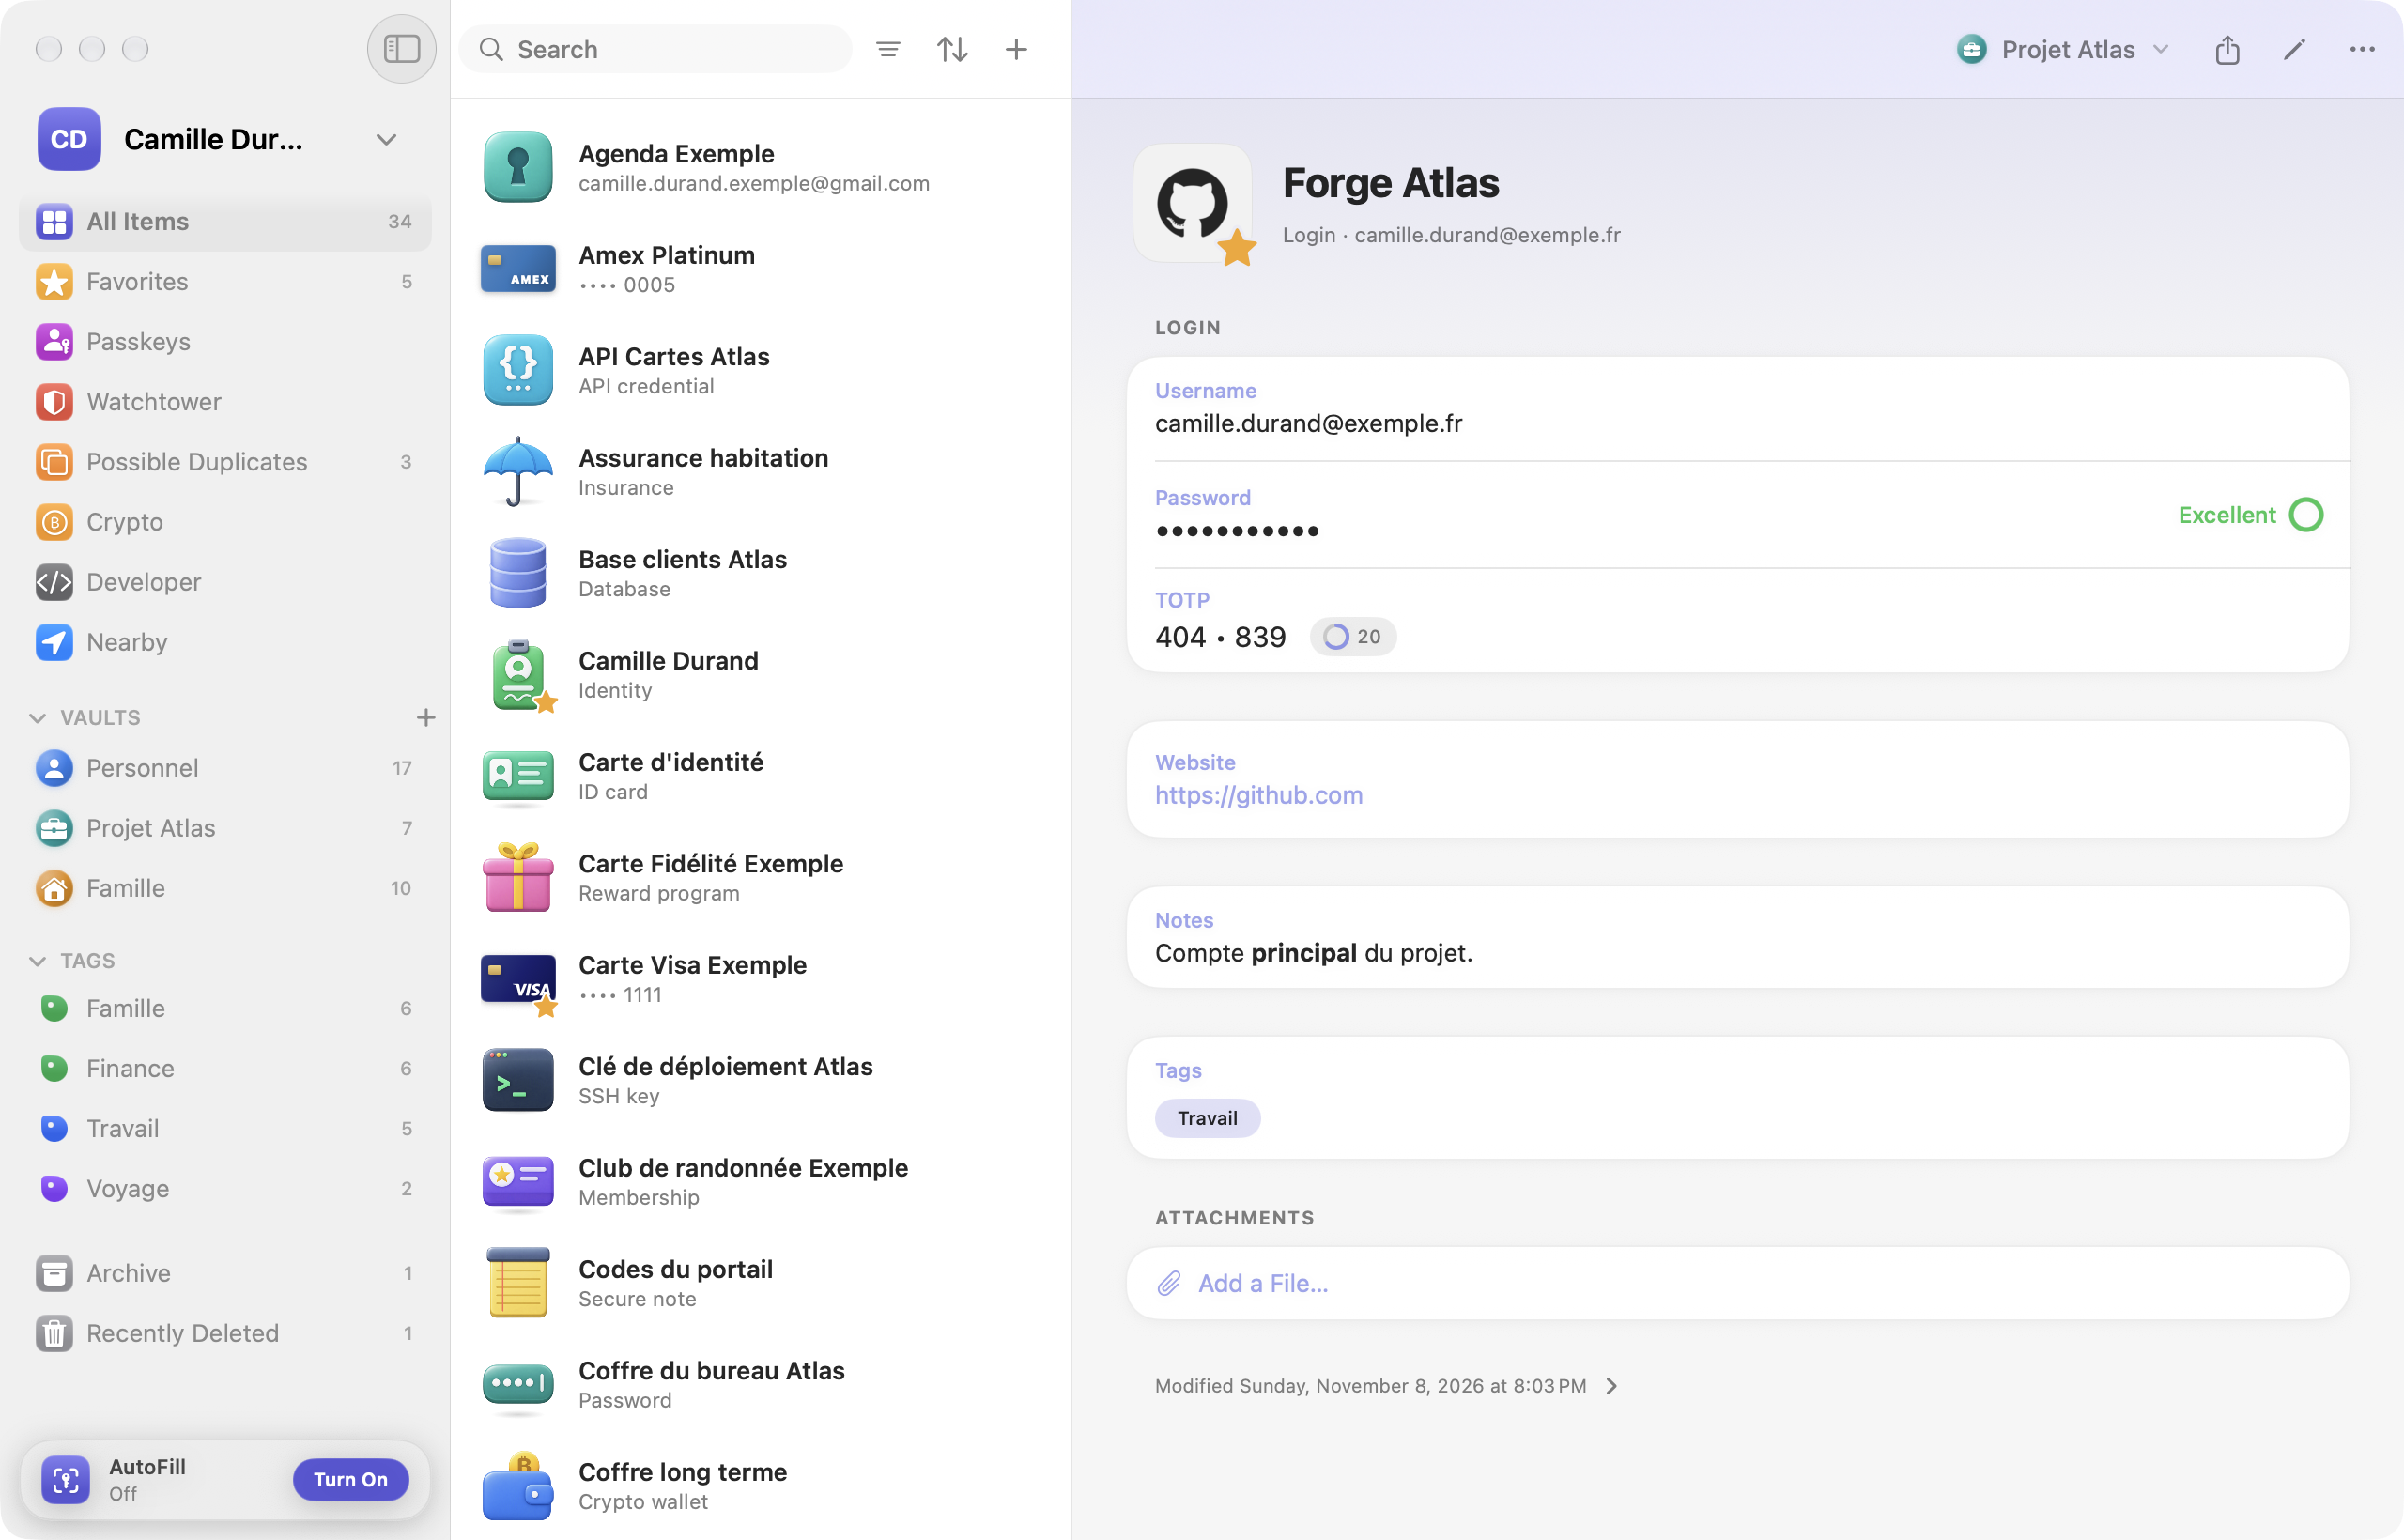 CD
Camille Dur...
All Items
34
Favorites
5
Passkeys
Watchtower
Possible Duplicates
3
Crypto
Developer
Nearby
VAULTS
Personnel
17
Projet Atlas
7
Famille
10
TAGS
Famille
6
Finance
6
Travail
5
Voyage
2
Archive
1
Recently Deleted
1
AutoFill
Off
Turn On
Search
Agenda Exemple
camille.durand.exemple@gmail.com
AMEX
Amex Platinum
•••• 0005
API Cartes Atlas
API credential
Assurance habitation
Insurance
Base clients Atlas
Database
Camille Durand
Identity
Carte d'identité
ID card
Carte Fidélité Exemple
Reward program
VISA
Carte Visa Exemple
•••• 1111
Clé de déploiement Atlas
SSH key
Club de randonnée Exemple
Membership
Codes du portail
Secure note
Coffre du bureau Atlas
Password
Coffre long terme
Crypto wallet
Projet Atlas
Forge Atlas
Login · camille.durand@exemple.fr
LOGIN
Username
camille.durand@exemple.fr
Password
•••••••••••
Excellent
TOTP
404 • 839
20
Website
https://github.com
Notes
Compte principal du projet.
Tags
Travail
ATTACHMENTS
Add a File...
Modified Sunday, November 8, 2026 at 8:03 PM